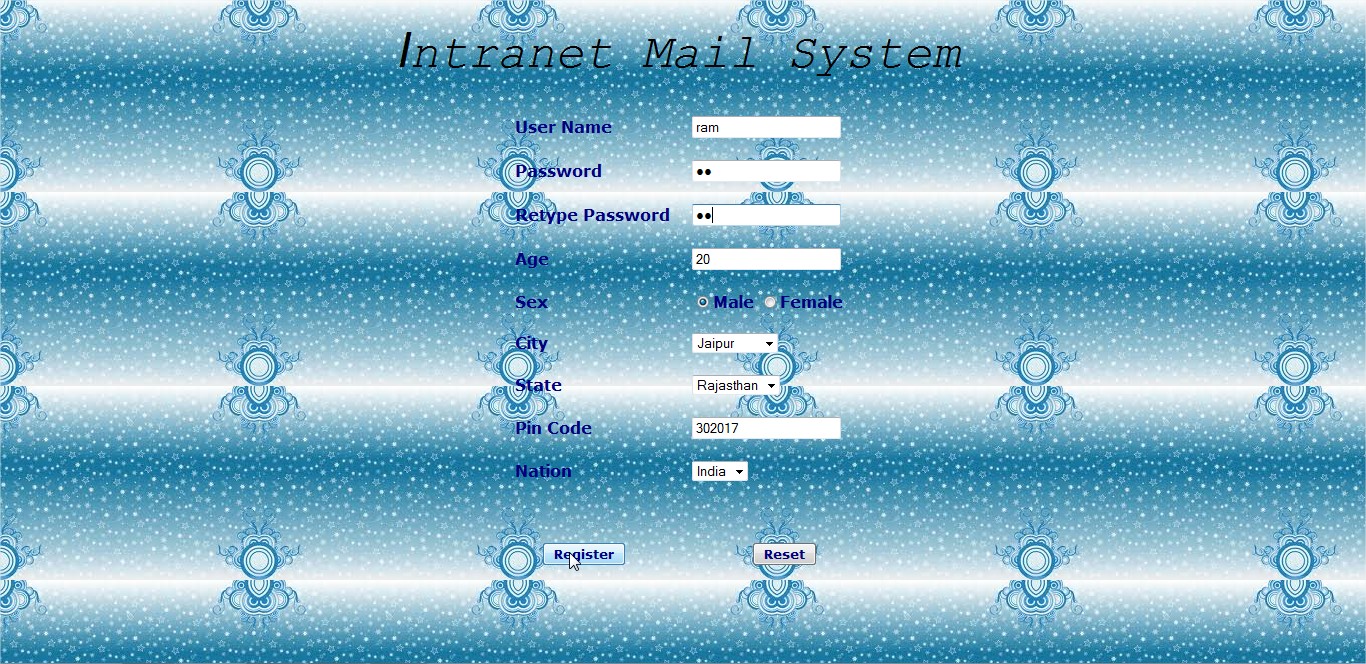 Intranet Mail System
User Name ram
Password ●●
Retype Password ●●
Age 20
Sex Male Female
City Jaipur
State Rajasthan
Pin Code 302017
Nation India
Register Reset